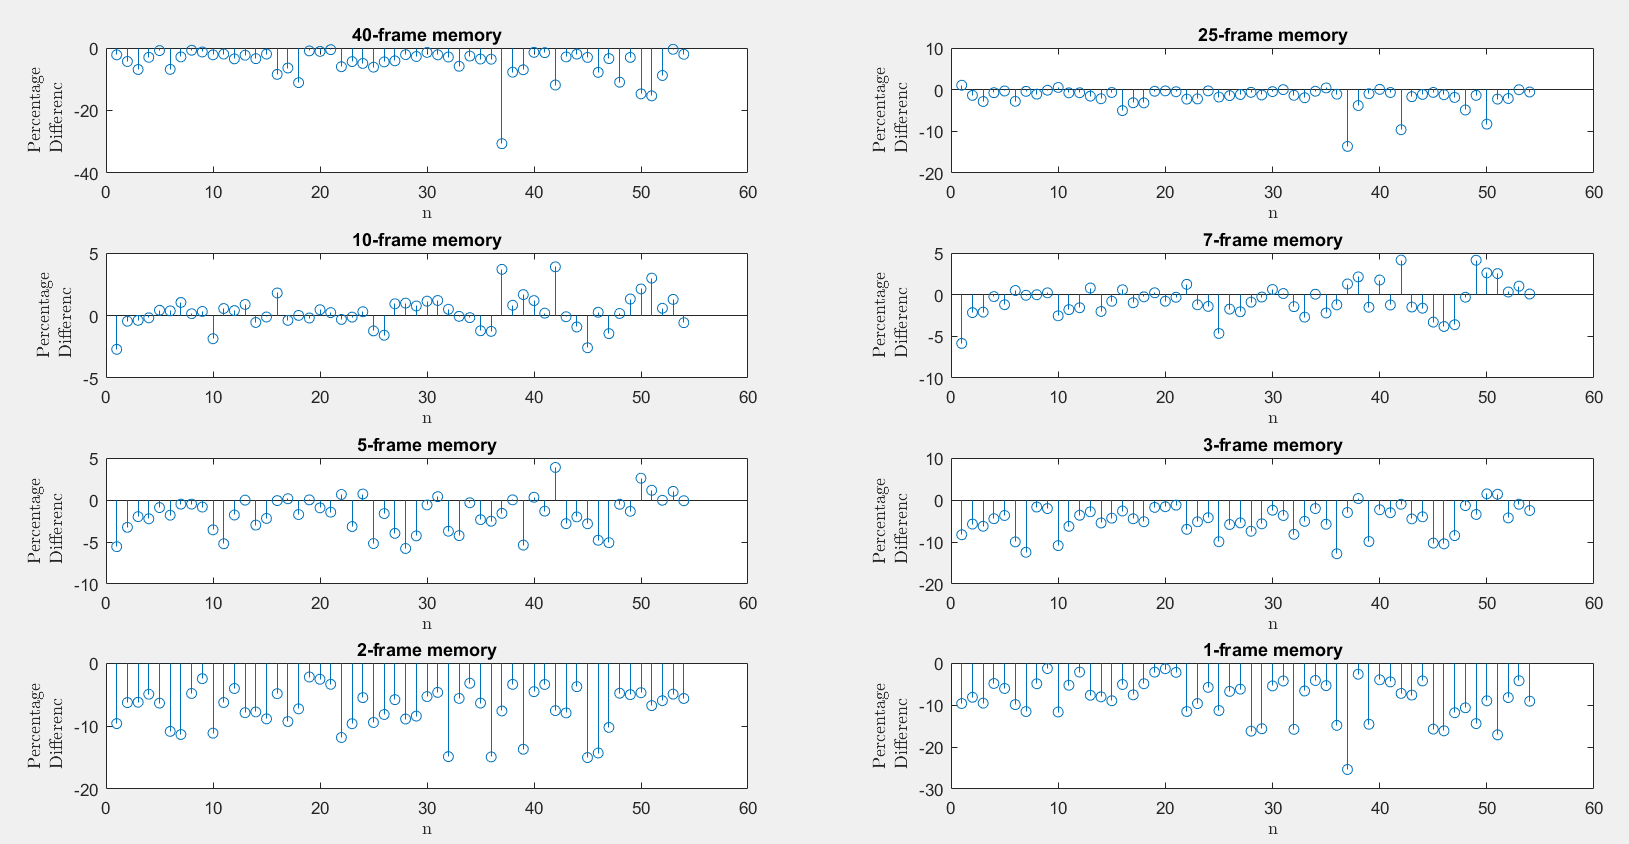 40-frame memory
0
-20
-40
Percentage
Differenc
0 10 20 30 40 50 60
n
25-frame memory
10
0
-10
-20
Percentage
Differenc
0 10 20 30 40 50 60
n
10-frame memory
5
0
-5
Percentage
Differenc
0 10 20 30 40 50 60
n
7-frame memory
5
0
-5
-10
Percentage
Differenc
0 10 20 30 40 50 60
n
5-frame memory
5
0
-5
-10
Percentage
Differenc
0 10 20 30 40 50 60
n
3-frame memory
10
0
-10
-20
Percentage
Differenc
0 10 20 30 40 50 60
n
2-frame memory
0
-10
-20
Percentage
Differenc
0 10 20 30 40 50 60
n
1-frame memory
0
-10
-20
-30
Percentage
Differenc
0 10 20 30 40 50 60
n